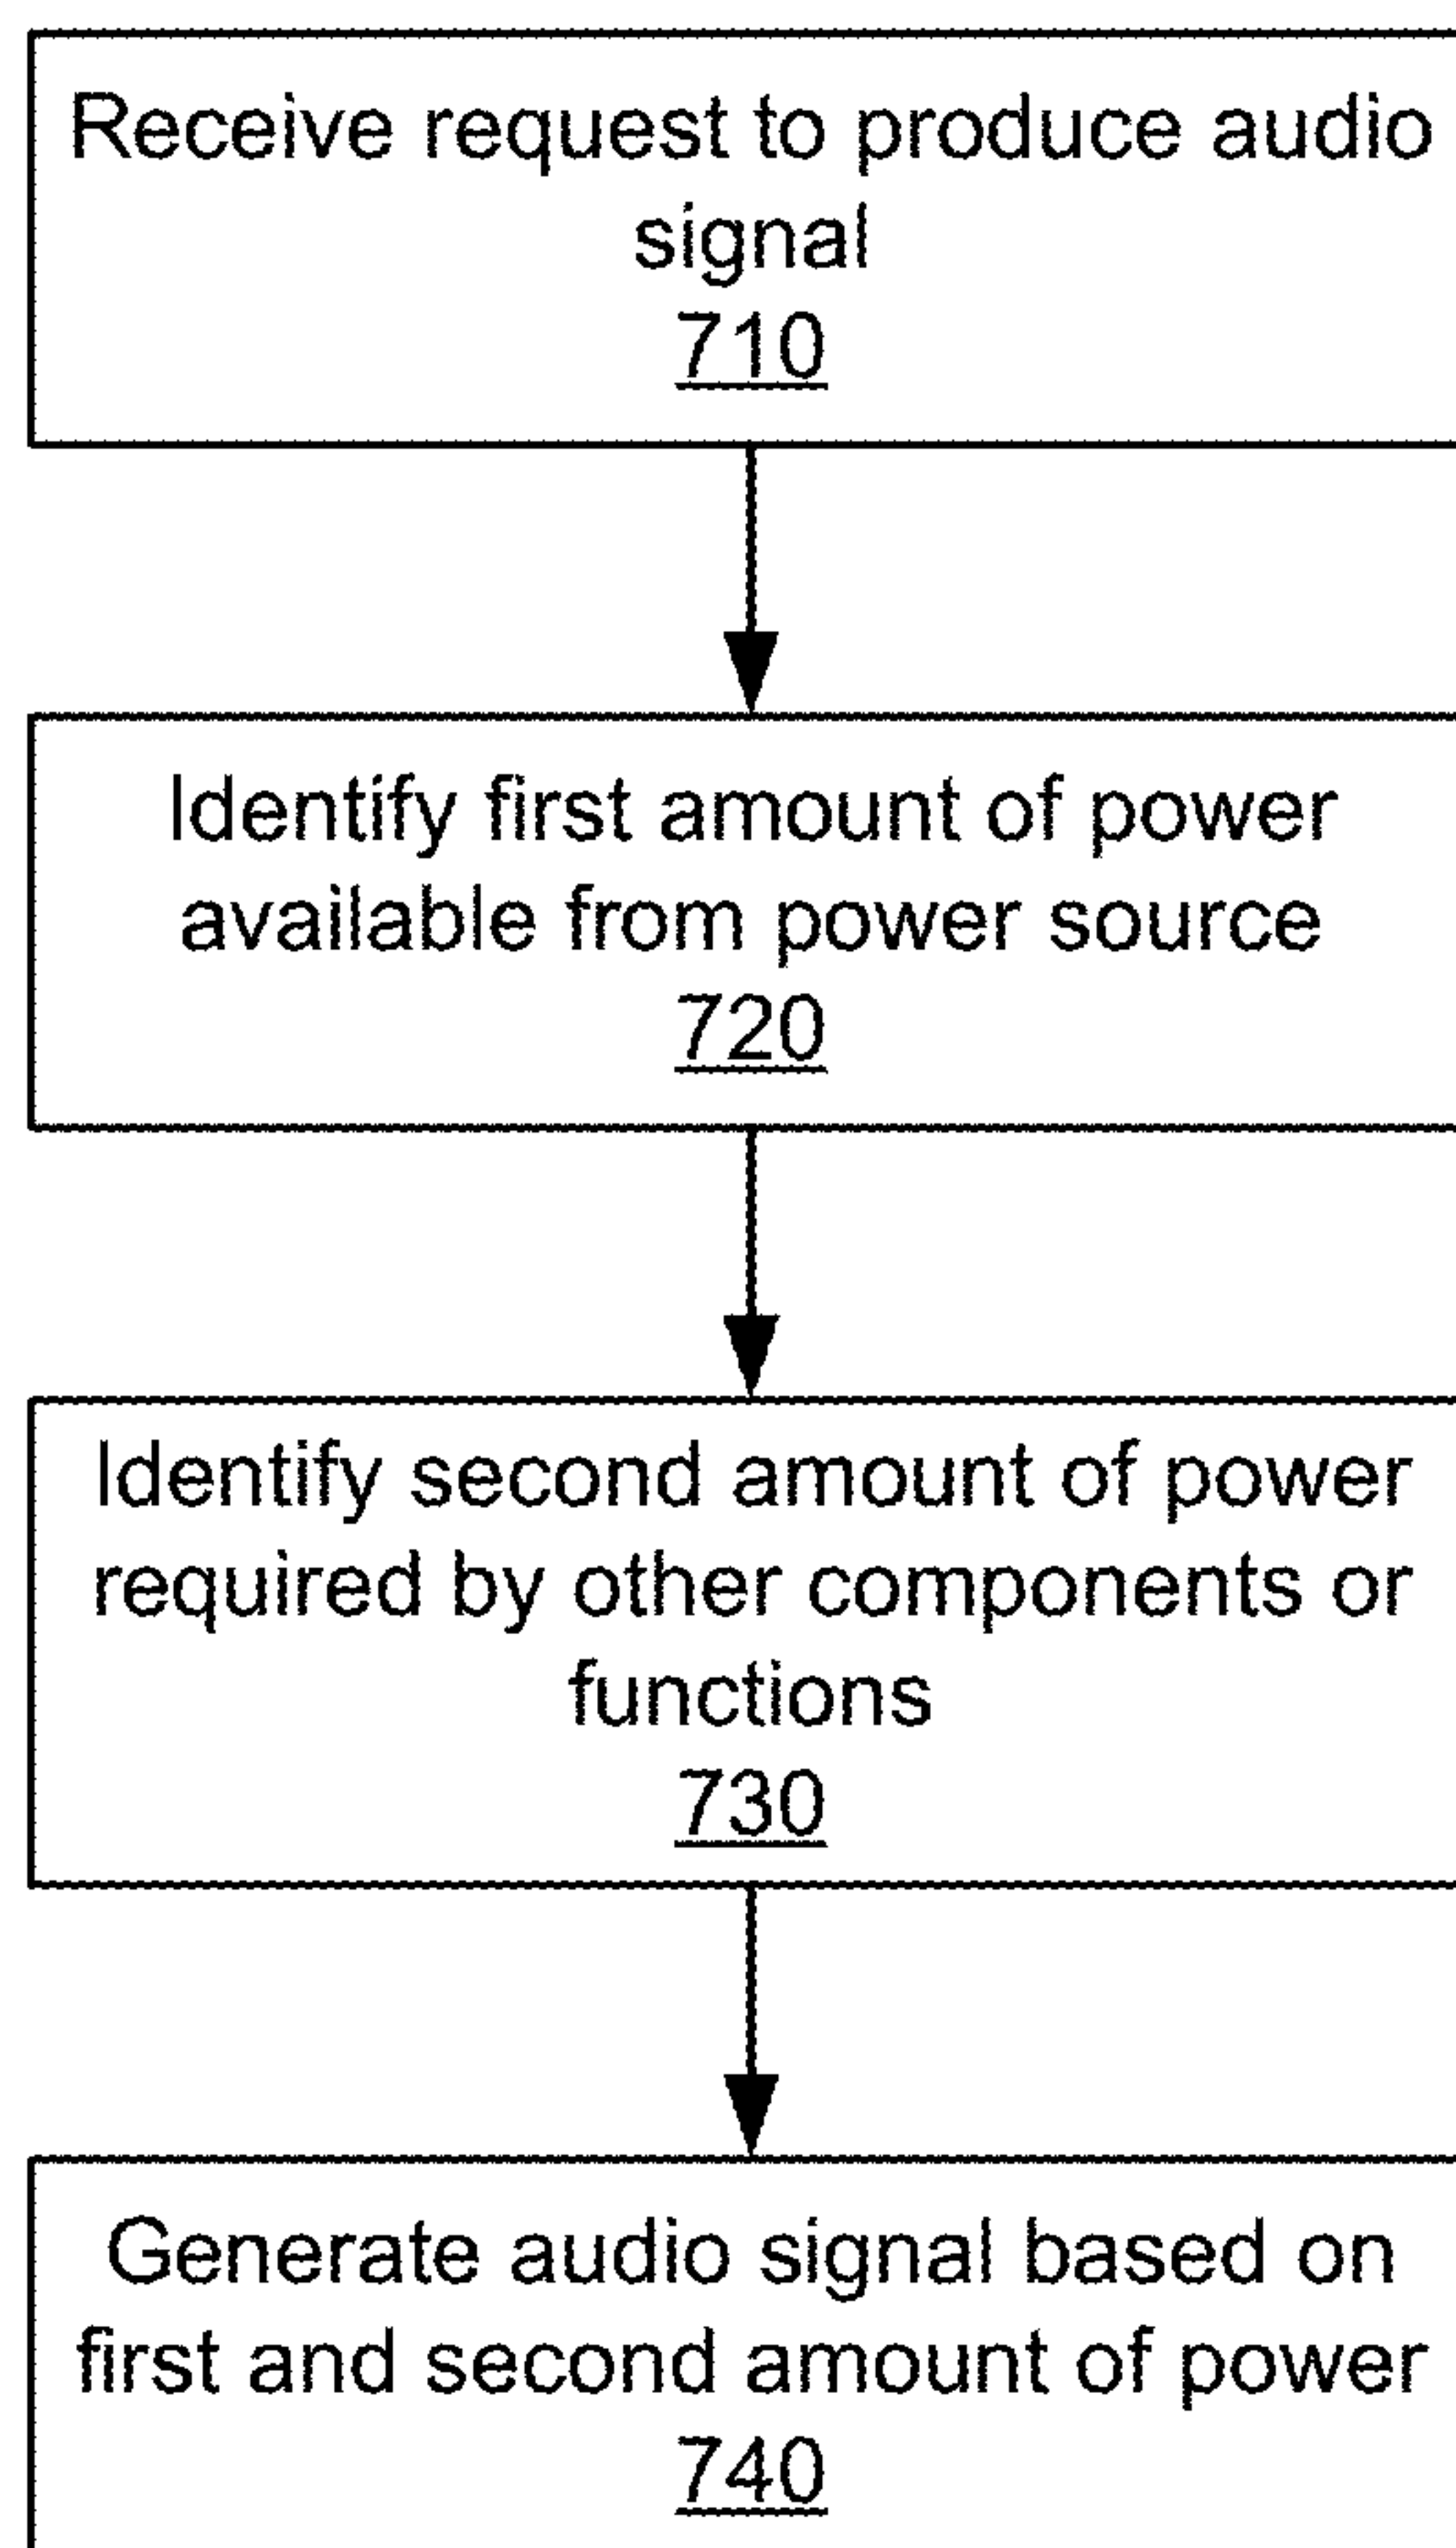 Receive request to produce audio
signal
710
Identify first amount of power
available from power source
720
Identify second amount of power
required by other components or
functions
730
Generate audio signal based on
first and second amount of power
740